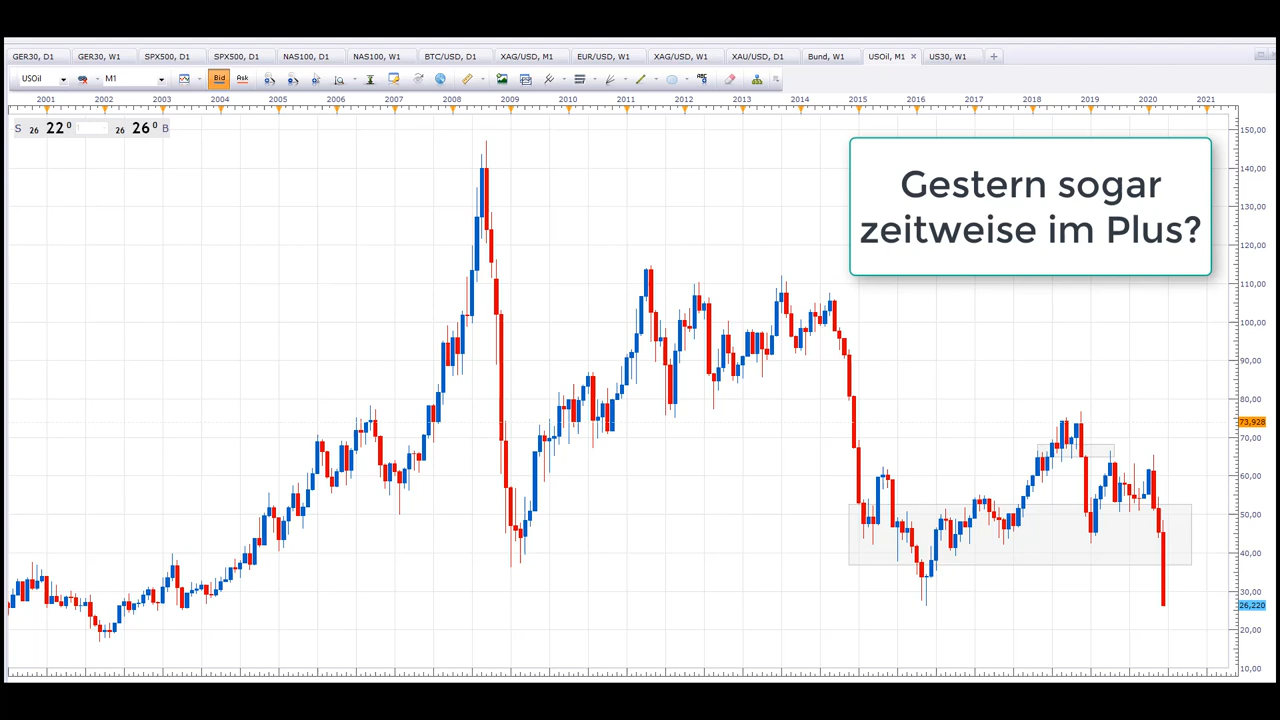 GER30, D1 GER30, W1 SPX500, D1 SPX500, D1 NAS100, D1 NAS100, W1 BTC/USD, D1 XAG/USD, M1 EUR/USD, W1 XAG/USD, W1 XAU/USD, D1 Bund, W1 USOil, M1 US30, W1
USOil M1 Bid Ask ABC
2001 2002 2003 2004 2005 2006 2007 2008 2009 2010 2011 2012 2013 2014 2015 2016 2017 2018 2019 2020 2021
S 26 22 0 26 26 0 B
Gestern sogar
zeitweise im Plus?
150,00
140,00
130,00
120,00
110,00
100,00
90,00
80,00
73,928
70,00
60,00
50,00
40,00
30,00
26,220
20,00
10,00